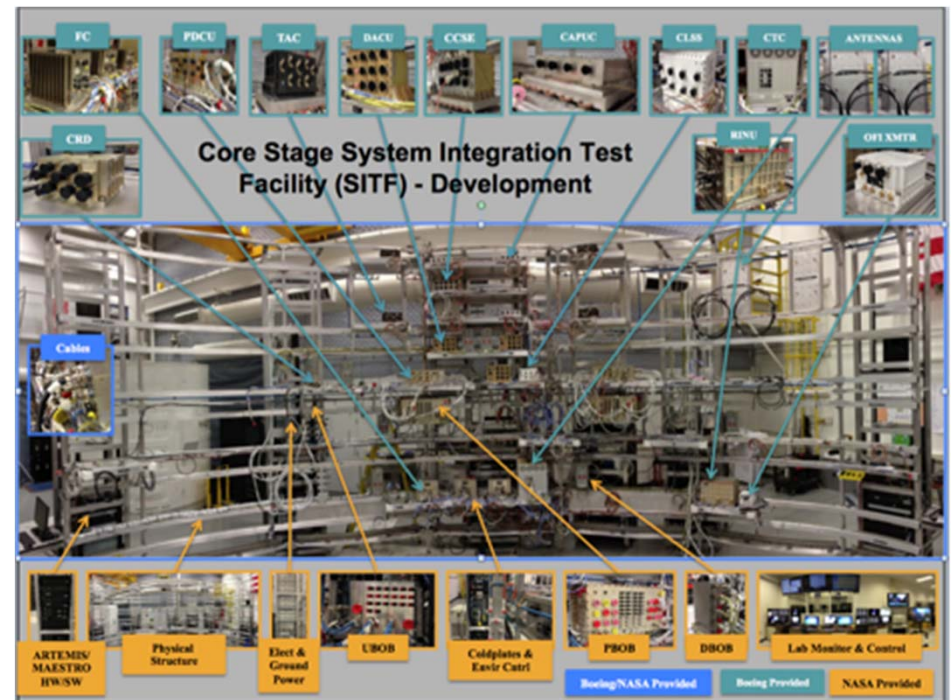 FC
PDCU
TAC
DACU
CCSE
CAPUC
CLSS
CTC
ANTENNAS
CRD
Core Stage System Integration Test
Facility (SITF) - Development
RINU
OFI XMTR
Cables
ARTEMIS/
MAESTRO
HW/SW
Physical
Structure
Elect &
Ground
Power
UBOB
Coldplates &
Envir Cntrl
PBOB
DBOB
Lab Monitor & Control
Boeing/NASA Provided
Boeing Provided
NASA Provided